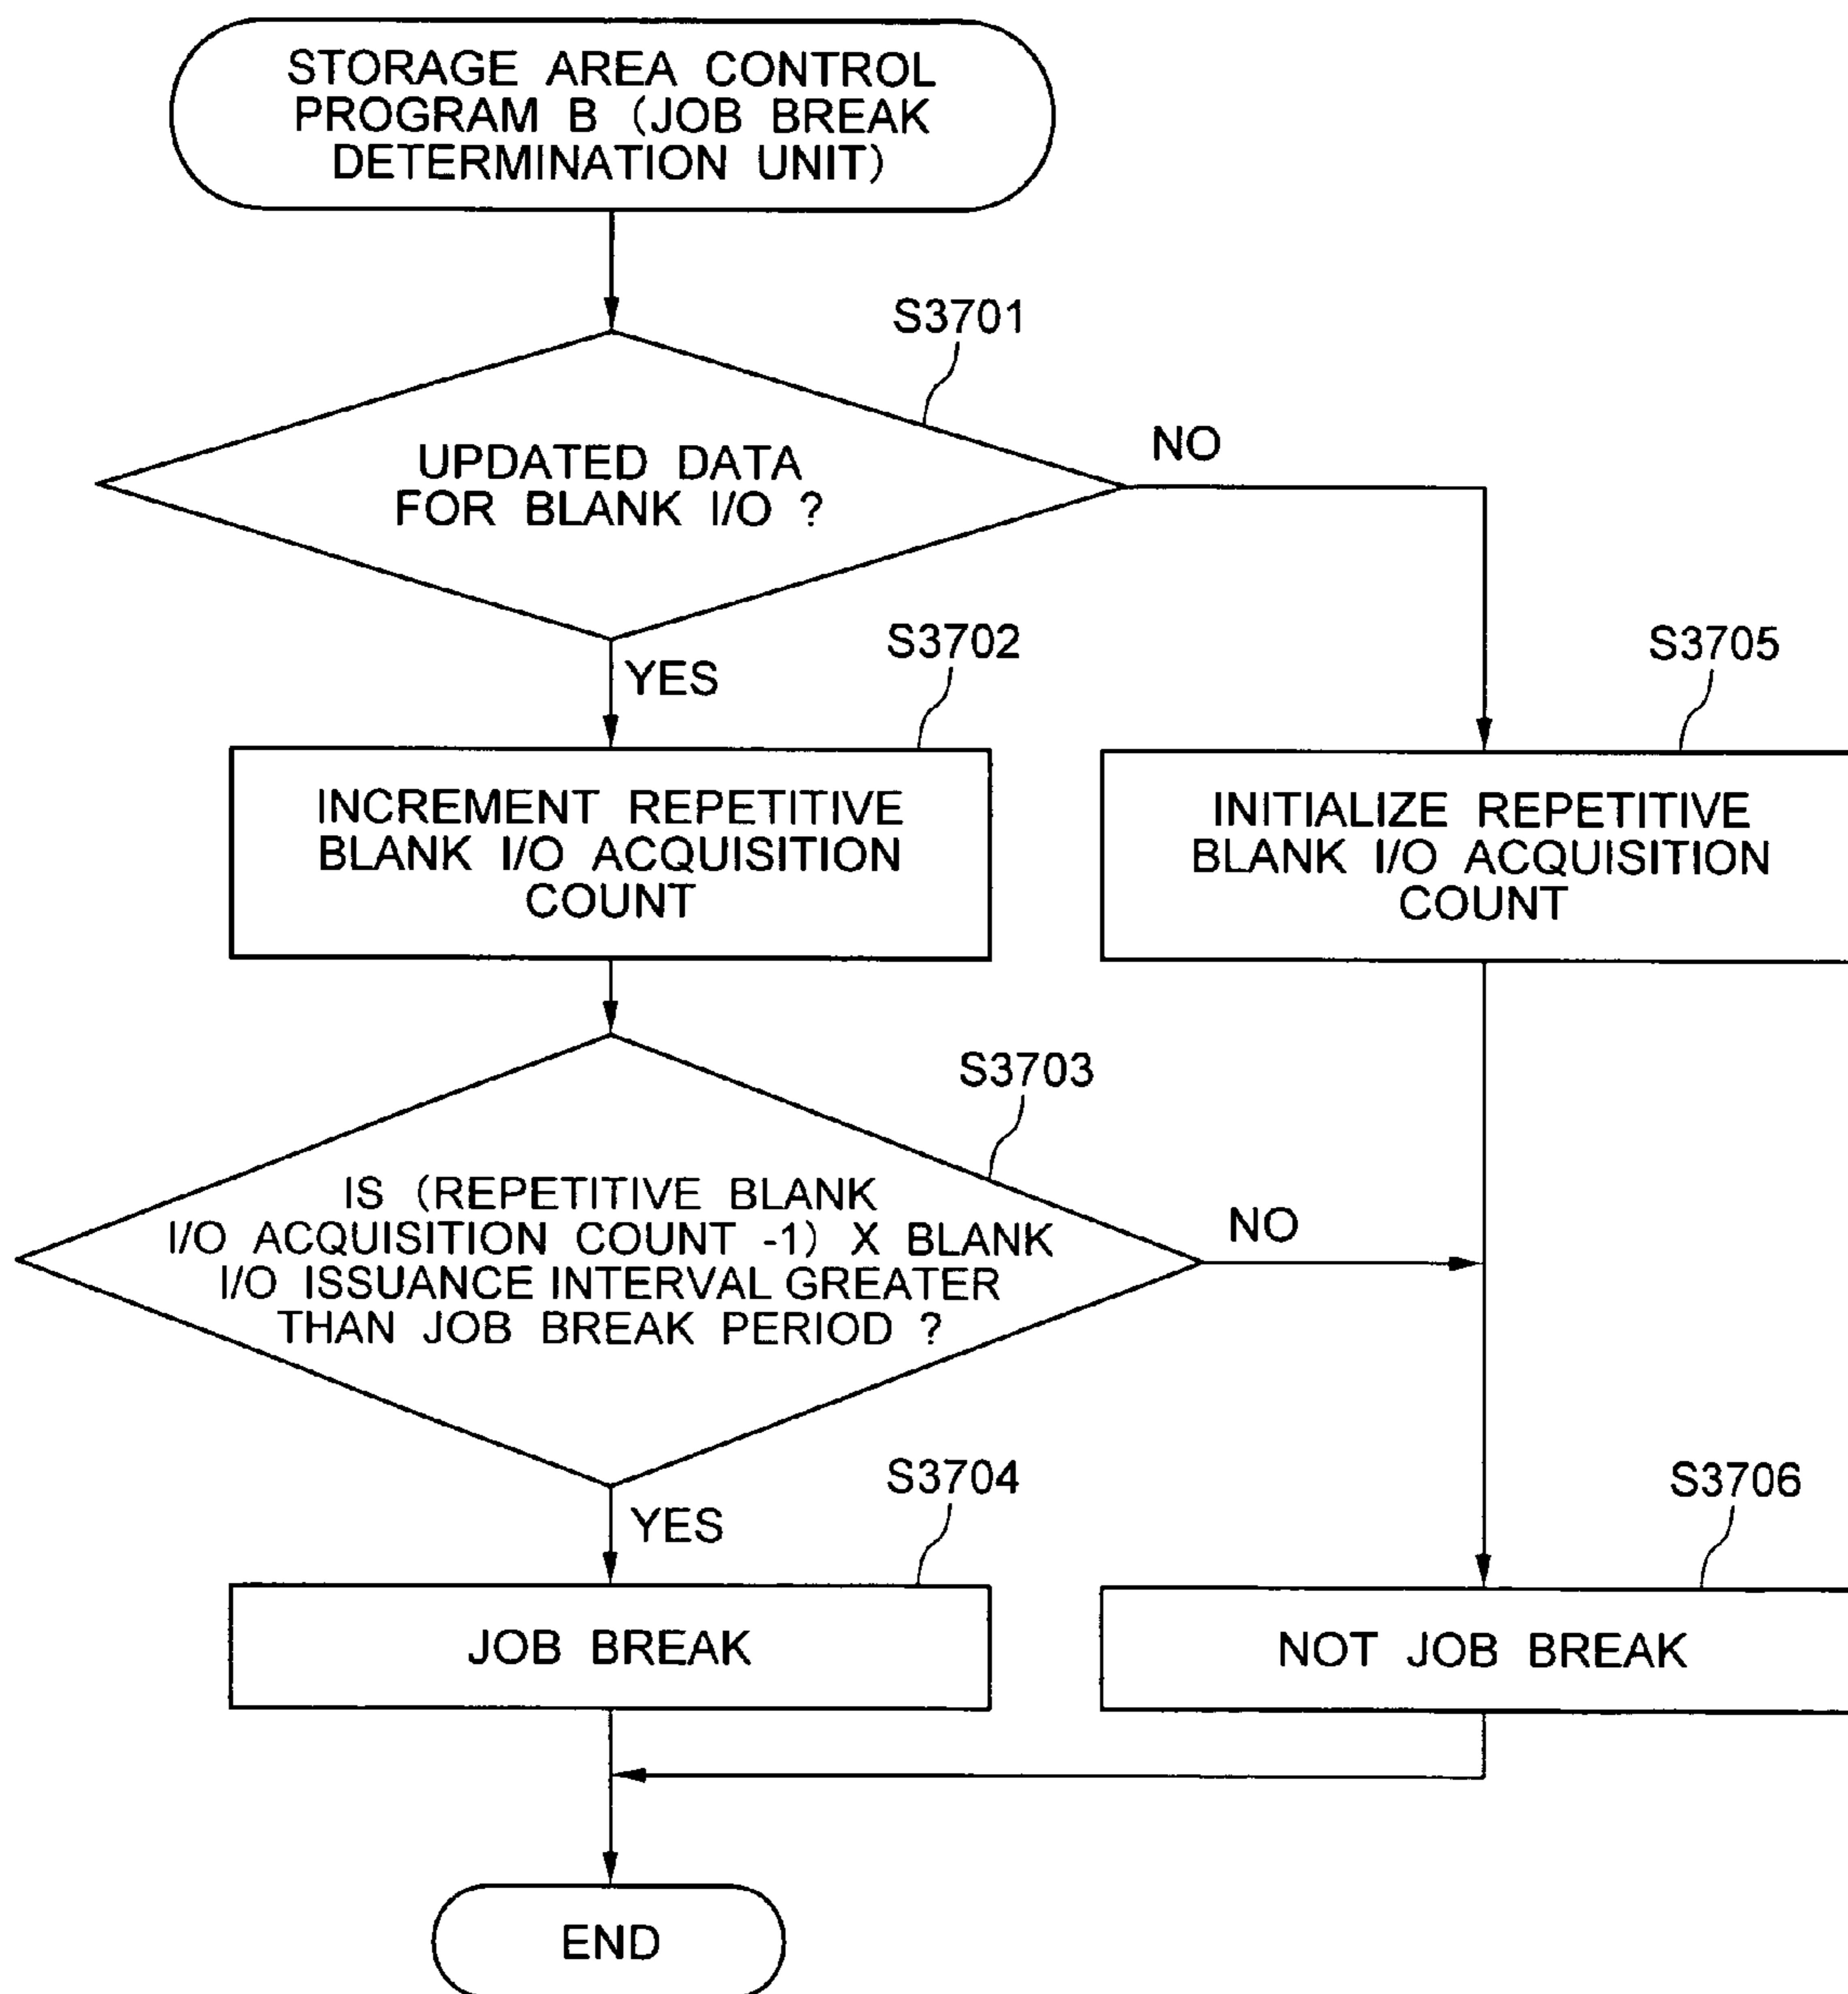 STORAGE AREA CONTROL
PROGRAM B (JOB BREAK
DETERMINATION UNIT)
S3701
UPDATED DATA
FOR BLANK I/O ?
NO
YES
S3702
S3705
INCREMENT REPETITIVE
BLANK I/O ACQUISITION
COUNT
INITIALIZE REPETITIVE
BLANK I/O ACQUISITION
COUNT
S3703
IS (REPETITIVE BLANK
I/O ACQUISITION COUNT -1) X BLANK
I/O ISSUANCE INTERVAL GREATER
THAN JOB BREAK PERIOD ?
NO
YES
S3704
S3706
JOB BREAK
NOT JOB BREAK
END